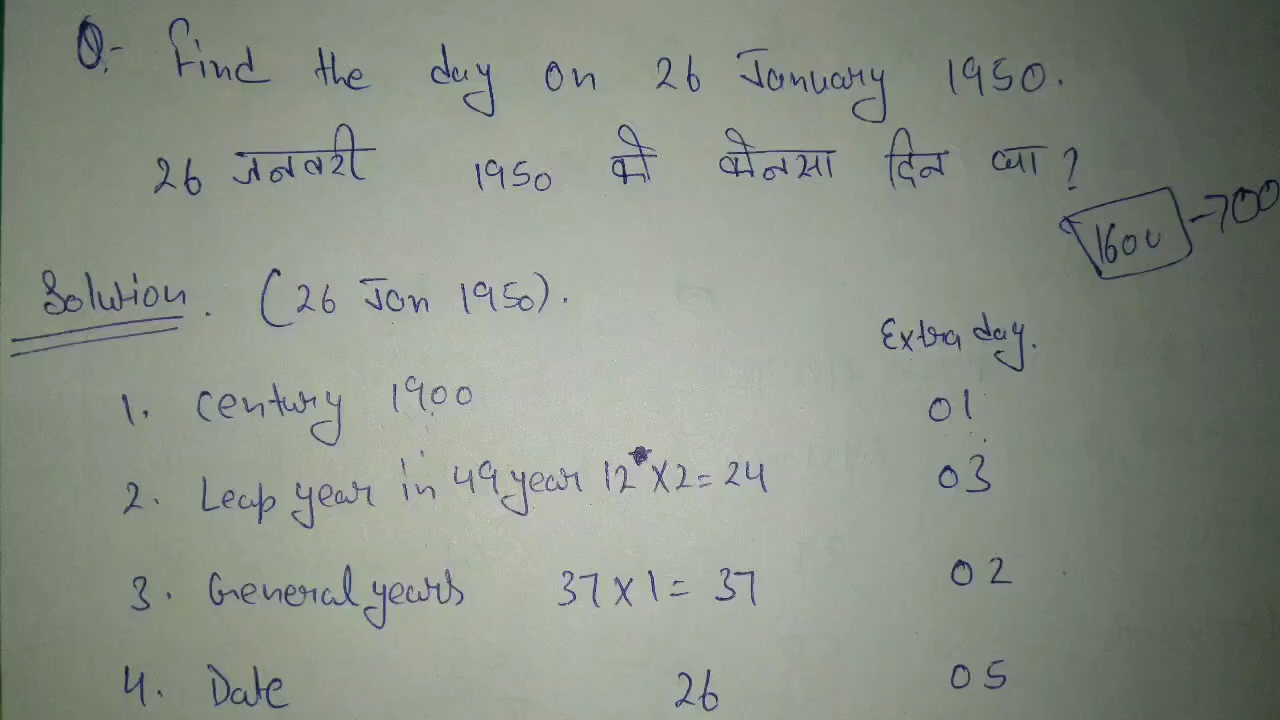 Q.- Find the day on 26 January 1950.
26 जनवरी 1950 को कोनसा दिन था?
1600 -700
Solution. (26 Jan 1950).
Extra day.
1. Century 1900 01
2. Leap year in 49 year 12 x2=24 03
3. General years 37x1= 37 02
4. Date 26 05